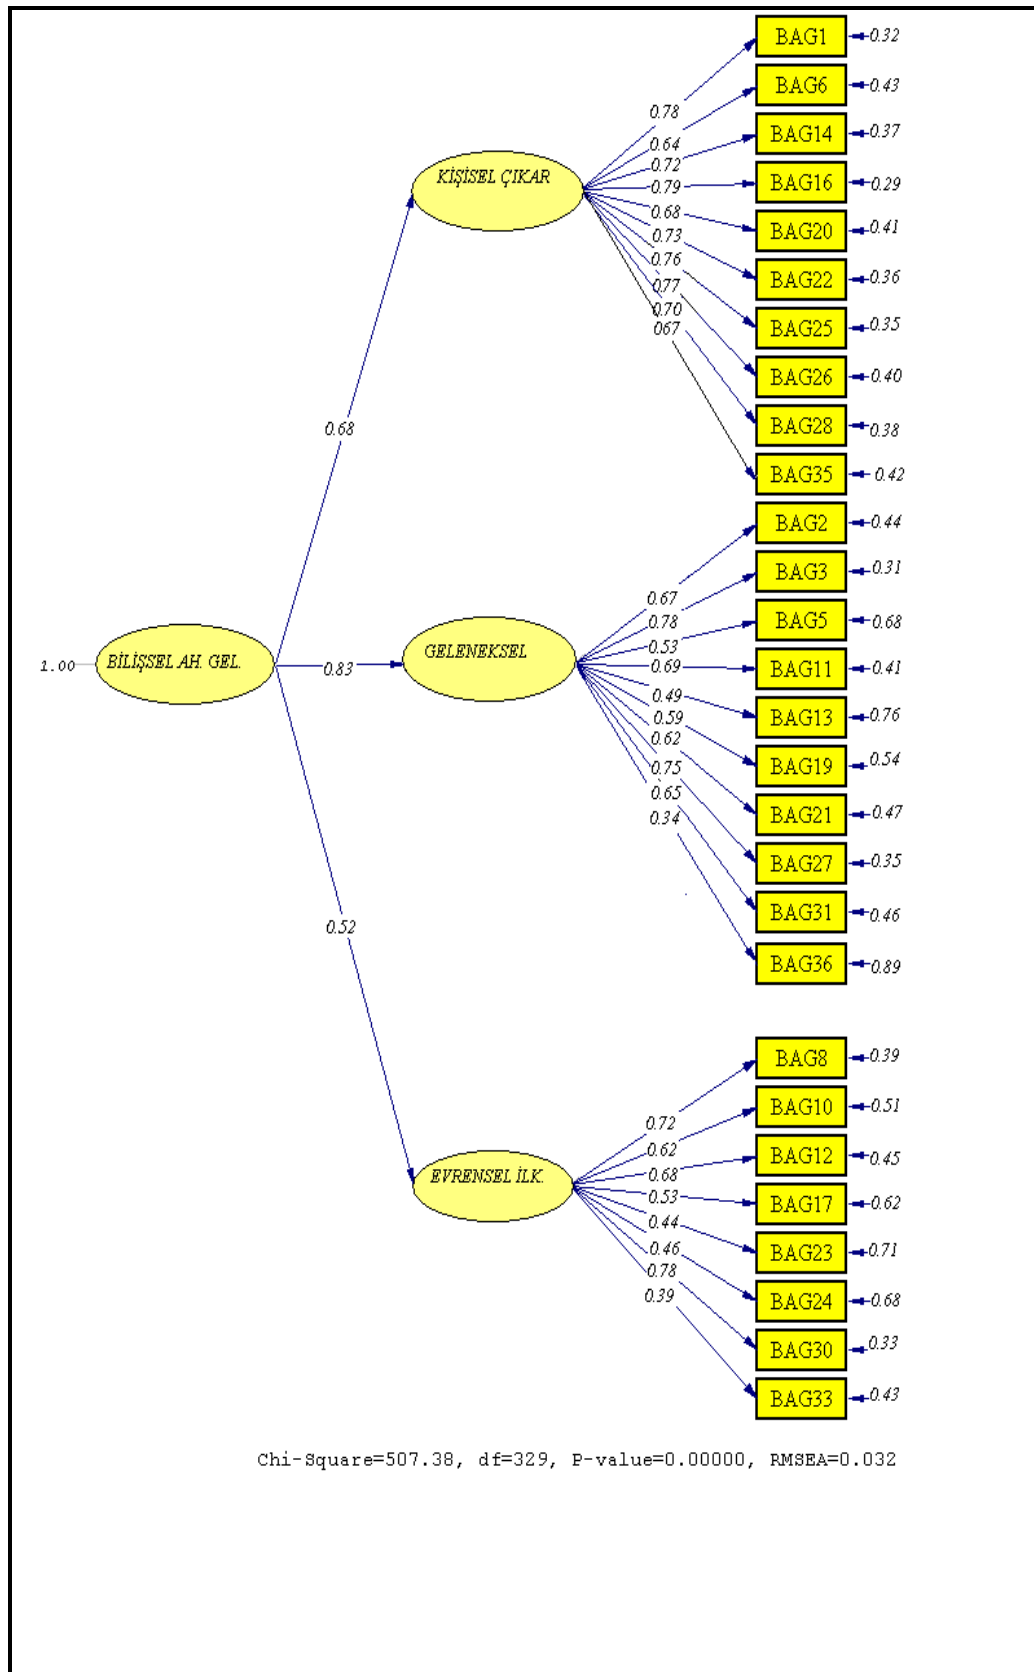 BAG1
0.32
BAG6
0.43
BAG14
0.37
BAG16
0.29
BAG20
0.41
BAG22
0.36
BAG25
0.35
BAG26
0.40
BAG28
0.38
BAG35
0.42
0.78
0.64
0.72
0.79
0.68
0.73
0.76
0.77
0.70
067
KİŞİSEL ÇIKAR
0.68
BAG2
0.44
BAG3
0.31
BAG5
0.68
BAG11
0.41
BAG13
0.76
BAG19
0.54
BAG21
0.47
BAG27
0.35
BAG31
0.46
BAG36
0.89
0.67
0.78
0.53
0.69
0.49
0.59
0.62
0.75
0.65
0.34
GELENEKSEL
0.83
1.00
BİLİŞSEL AH. GEL.
0.52
BAG8
0.39
BAG10
0.51
BAG12
0.45
BAG17
0.62
BAG23
0.71
BAG24
0.68
BAG30
0.33
BAG33
0.43
0.72
0.62
0.68
0.53
0.44
0.46
0.78
0.39
EVRENSEL İLK.
Chi-Square=507.38, df=329, P-value=0.00000, RMSEA=0.032